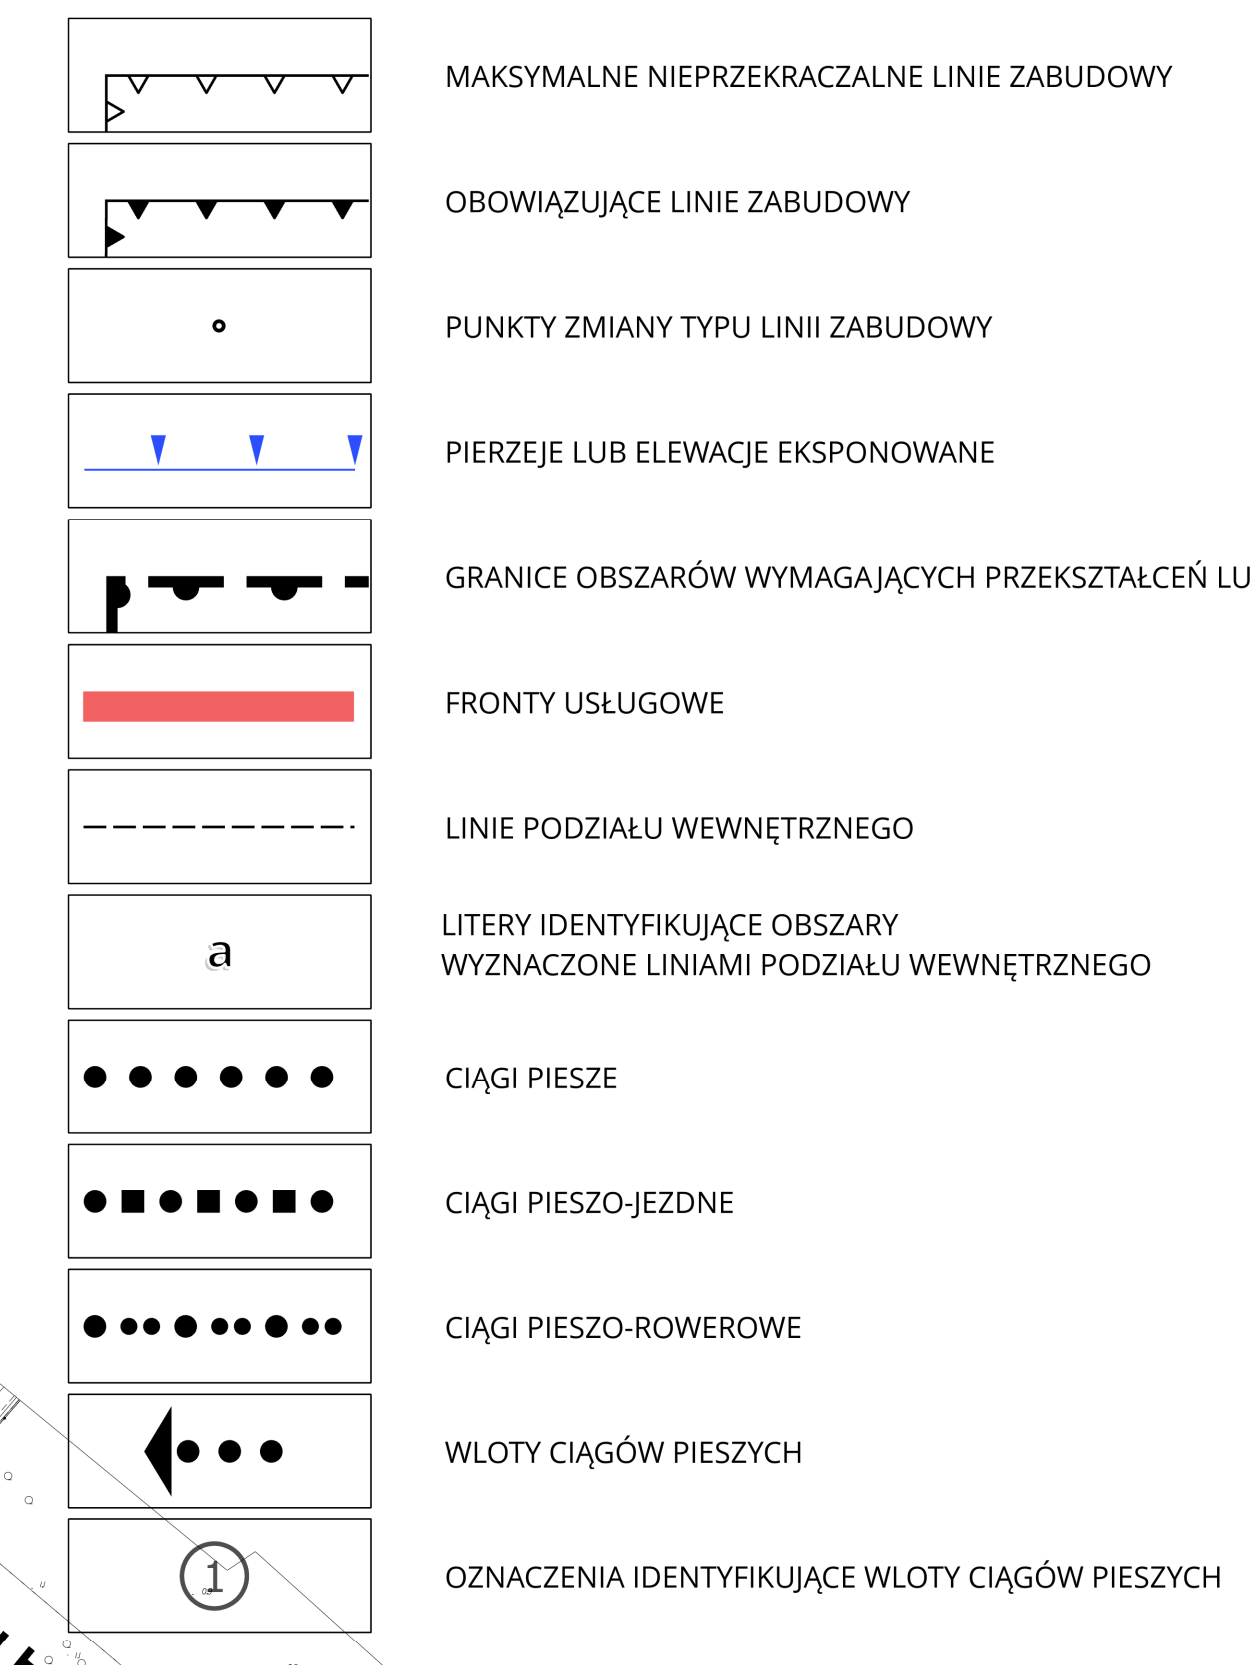 MAKSYMALNE NIEPRZEKRACZALNE LINIE ZABUDOWY
OBOWIĄZUJĄCE LINIE ZABUDOWY
PUNKTY ZMIANY TYPU LINII ZABUDOWY
PIERZEJE LUB ELEWACJE EKSPONOWANE
GRANICE OBSZARÓW WYMAGAJĄCYCH PRZEKSZTAŁCEŃ LU
FRONTY USŁUGOWE
LINIE PODZIAŁU WEWNĘTRZNEGO
a
LITERY IDENTYFIKUJĄCE OBSZARY
WYZNACZONE LINIAMI PODZIAŁU WEWNĘTRZNEGO
CIĄGI PIESZE
CIĄGI PIESZO-JEZDNE
CIĄGI PIESZO-ROWEROWE
WLOTY CIĄGÓW PIESZYCH
1
OZNACZENIA IDENTYFIKUJĄCE WLOTY CIĄGÓW PIESZYCH